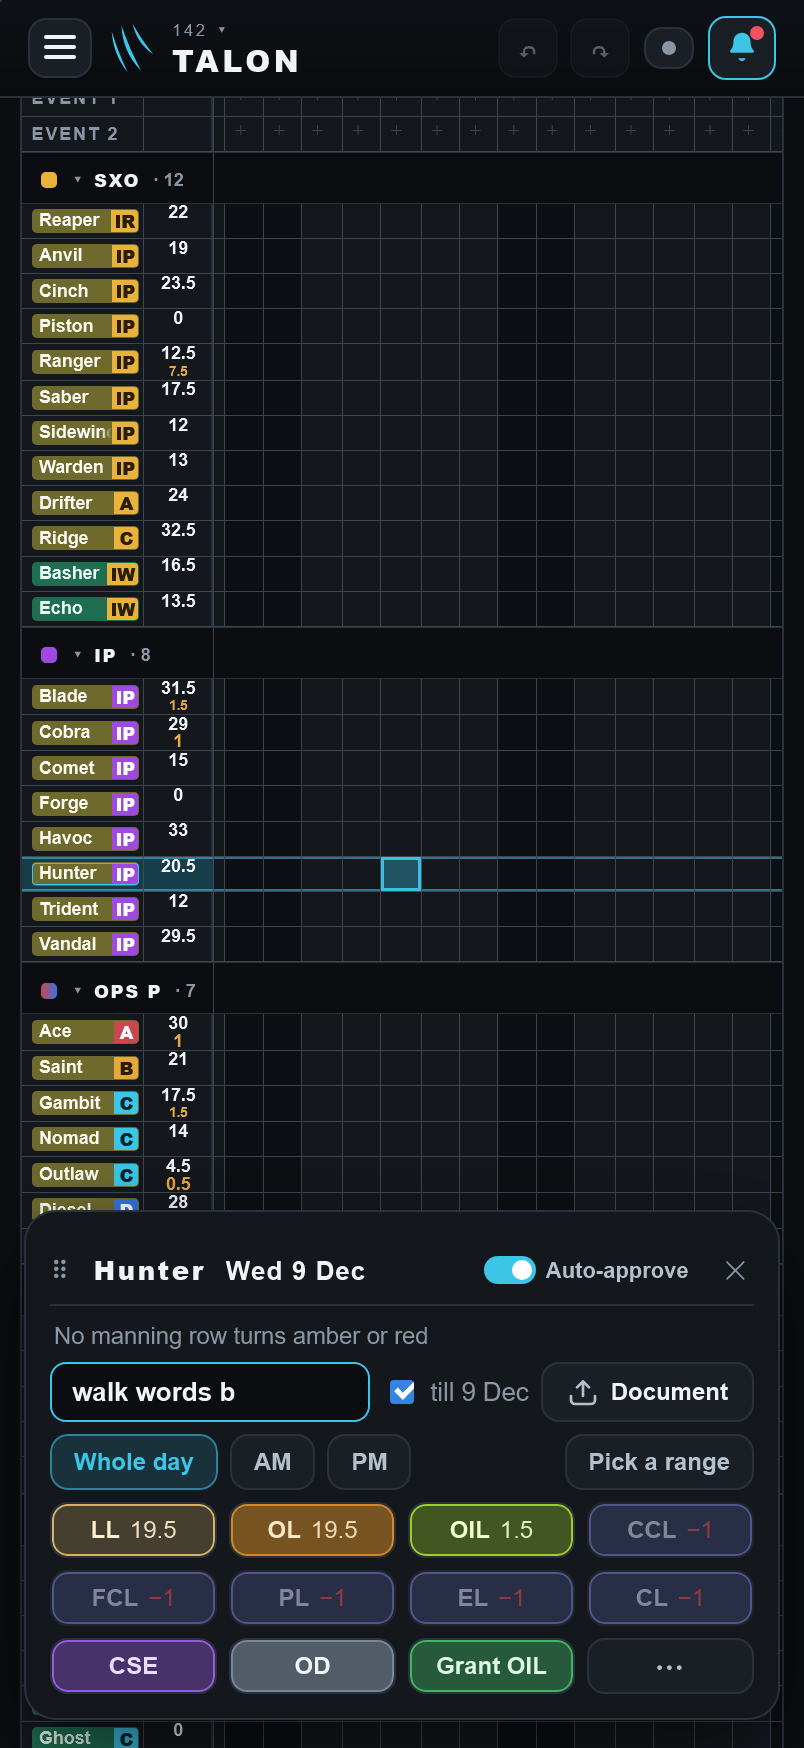 142 ▾
TALON
EVENT 1
EVENT 2 + + + + + + + + + + + + + +
▾ SXO · 12
Reaper IR 22
Anvil IP 19
Cinch IP 23.5
Piston IP 0
Ranger IP 12.5
7.5
Saber IP 17.5
Sidewin IP 12
Warden IP 13
Drifter A 24
Ridge C 32.5
Basher IW 16.5
Echo IW 13.5
▾ IP · 8
Blade IP 31.5
1.5
Cobra IP 29
1
Comet IP 15
Forge IP 0
Havoc IP 33
Hunter IP 20.5
Trident IP 12
Vandal IP 29.5
▾ OPS P · 7
Ace A 30
1
Saint B 21
Gambit C 17.5
1.5
Nomad C 14
Outlaw C 4.5
0.5
Diesel D 28
Hunter Wed 9 Dec Auto-approve
No manning row turns amber or red
walk words b till 9 Dec Document
Whole day AM PM Pick a range
LL 19.5 OL 19.5 OIL 1.5 CCL −1
FCL −1 PL −1 EL −1 CL −1
CSE OD Grant OIL ...
Ghost C 0